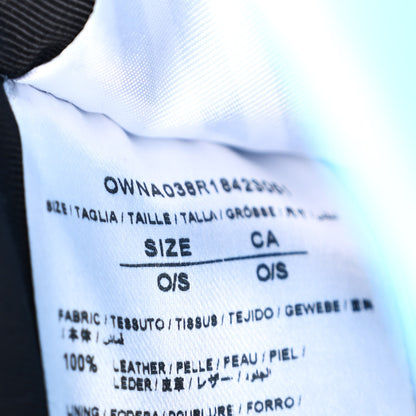 SIZE / TAGLIA / TAILLE / TALLA / GRÖSSE /
SIZE CA
O/S O/S
FABRIC / TESSUTO / TISSUS / TEJIDO / GEWEBE /
/ 本体 / قماش
100% LEATHER / PELLE / PEAU / PIEL /
LEDER / 皮革 / レザー / الجلود
LINING / FODERA / DOUBLURE / FORRO /